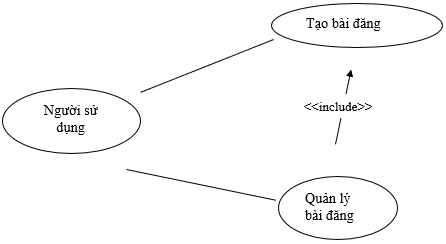 Tạo bài đăng
<<include>>
Người sử
dụng
Quản lý
bài đăng